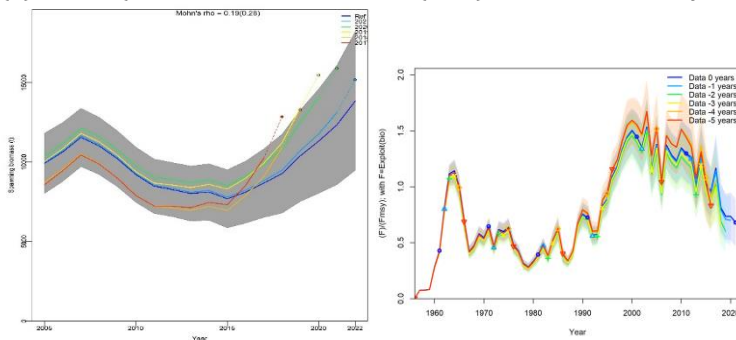 Mohn's rho = 0.19(0.28)
Ref
Spawning biomass (t)
2005
2010
2015
2020
2022
Year
Data 0 years
Data -1 years
Data -2 years
Data -3 years
Data -4 years
Data -5 years
(F)/(Fmsy); with F=Exploit(bio)
0.0
0.5
1.0
1.5
2.0
1960
1970
1980
1990
2000
2010
Year